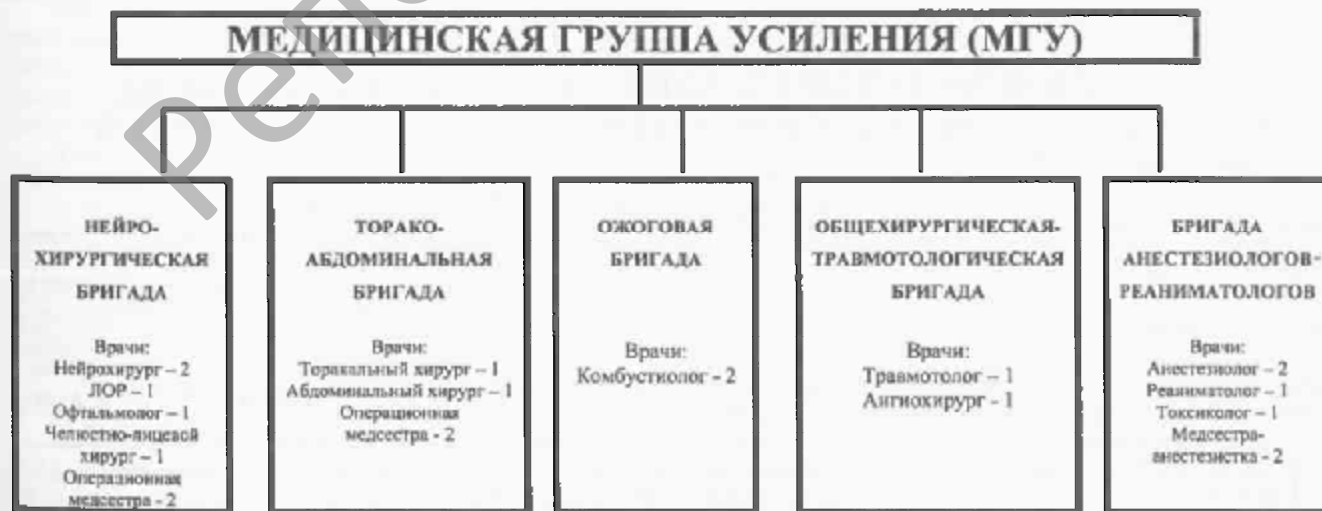 МЕДИЦИНСКАЯ ГРУППА УСИЛЕНИЯ (МГУ)
НЕЙРО-
ХИРУРГИЧЕСКАЯ
БРИГАДА
Врачи:
Нейрохирург – 2
ЛОР – 1
Офтальмолог – 1
Челюстно-лицевой
хирург – 1
Операционная
медсестра - 2
ТОРАКО-
АБДОМИНАЛЬНАЯ
БРИГАДА
Врачи:
Торакальный хирург – 1
Абдоминальный хирург – 1
Операционная
медсестра - 2
ОЖОГОВАЯ
БРИГАДА
Врачи:
Комбустиолог - 2
ОБЩЕХИРУРГИЧЕСКАЯ-
ТРАВМОТОЛОГИЧЕСКАЯ
БРИГАДА
Врачи:
Травмотолог – 1
Ангиохирург - 1
БРИГАДА
АНЕСТЕЗИОЛОГОВ-
РЕАНИМАТОЛОГОВ
Врачи:
Анестезиолог – 2
Реаниматолог – 1
Токсиколог – 1
Медсестра-
анестезистка - 2